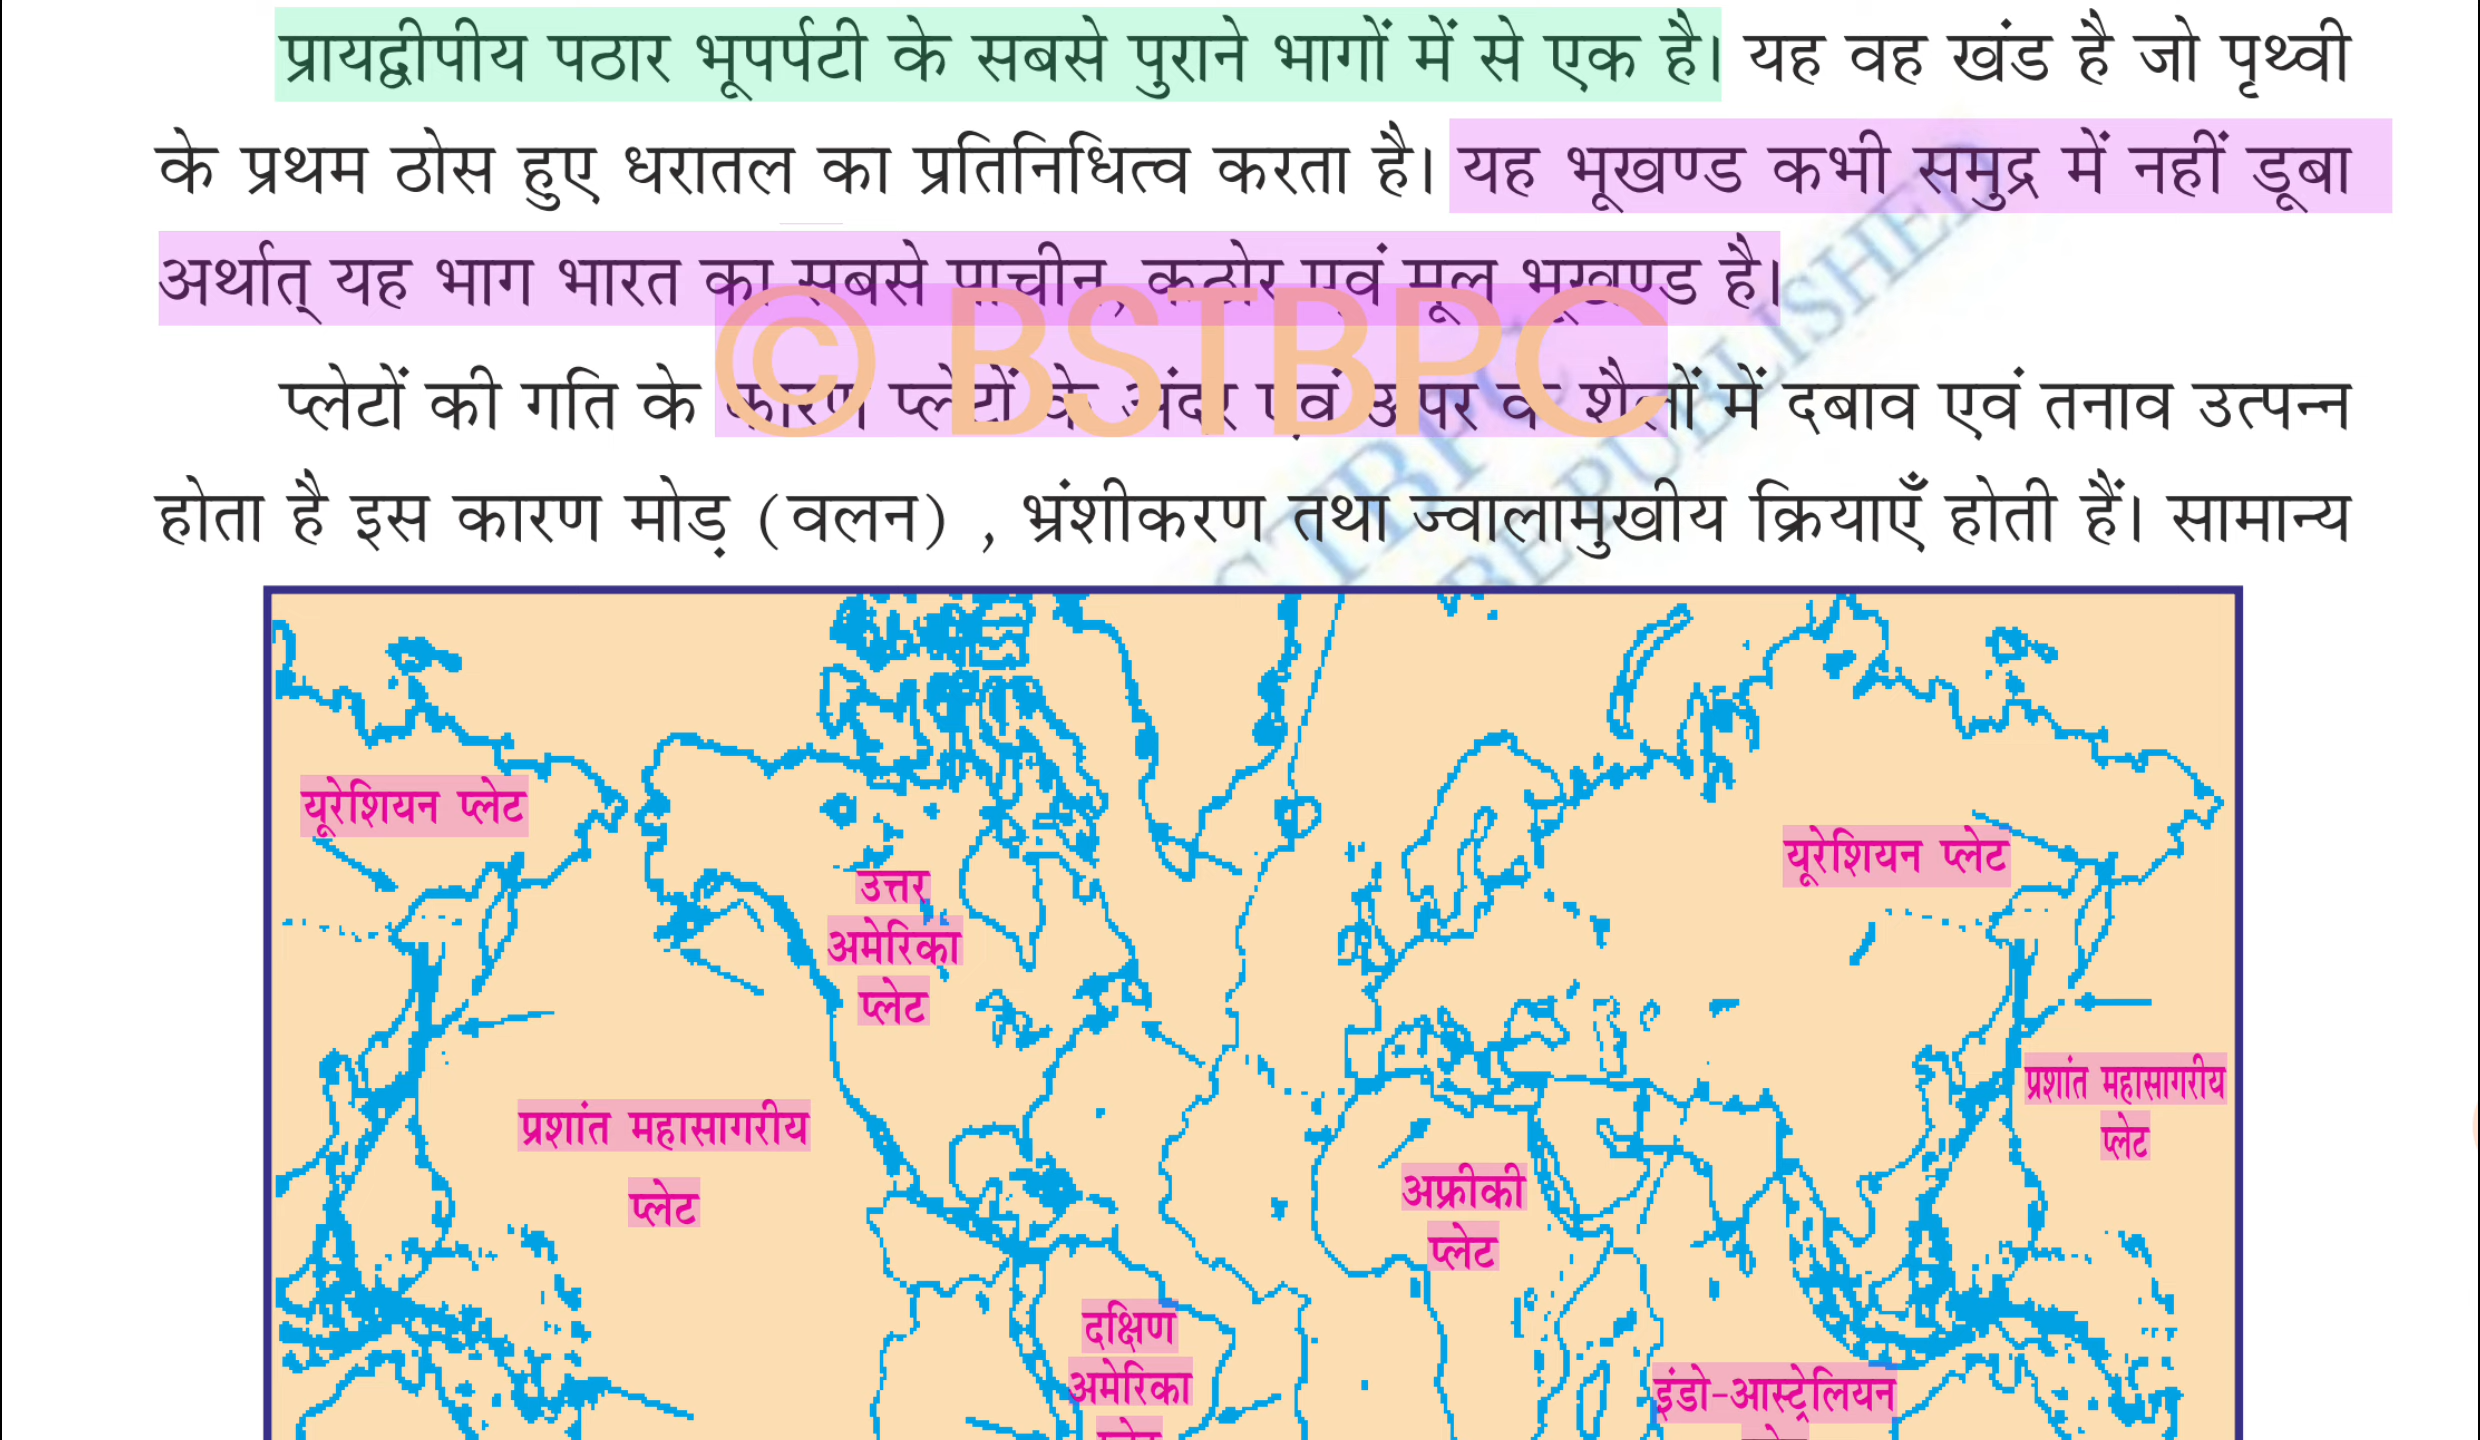 प्रायद्वीपीय पठार भूपर्पटी के सबसे पुराने भागों में से एक है। यह वह खंड है जो पृथ्वी
के प्रथम ठोस हुए धरातल का प्रतिनिधित्व करता है। यह भूखण्ड कभी समुद्र में नहीं डूबा
अर्थात् यह भाग भारत का सबसे प्राचीन, कठोर एवं मूल भूखण्ड है।
© BSTBPC
प्लेटों की गति के कारण प्लेटों के अंदर एवं ऊपर के शैलों में दबाव एवं तनाव उत्पन्न
होता है इस कारण मोड़ (वलन) , भ्रंशीकरण तथा ज्वालामुखीय क्रियाएँ होती हैं। सामान्य
STBPC
BE PUBLISHED
यूरेशियन प्लेट
यूरेशियन प्लेट
उत्तर
अमेरिका
प्लेट
प्रशांत महासागरीय
प्लेट
प्रशांत महासागरीय
प्लेट
अफ्रीकी
प्लेट
दक्षिण
अमेरिका
इंडो-आस्ट्रेलियन